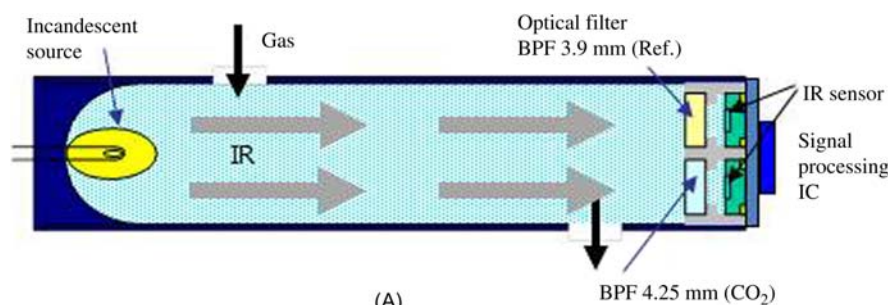 Incandescent
source
Gas
Optical filter
BPF 3.9 mm (Ref.)
IR sensor
IR
Signal
processing
IC
BPF 4.25 mm (CO₂)
(A)